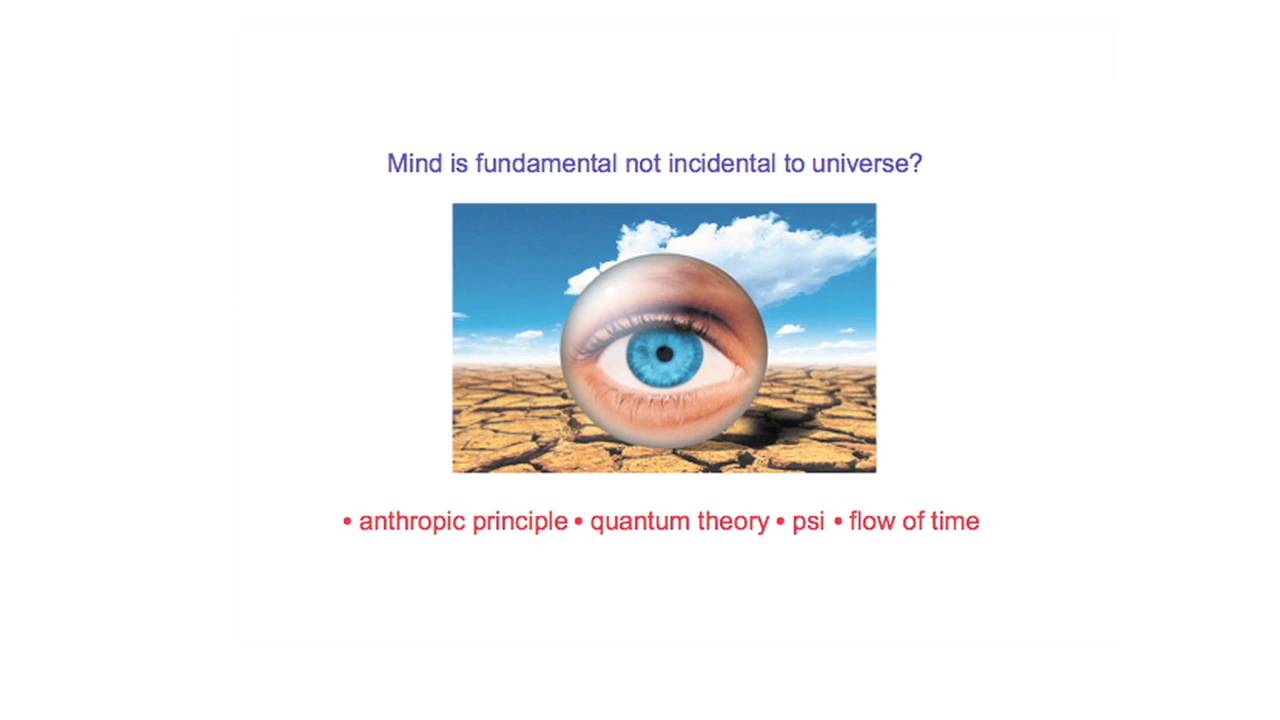 Mind is fundamental not incidental to universe?
• anthropic principle • quantum theory • psi • flow of time